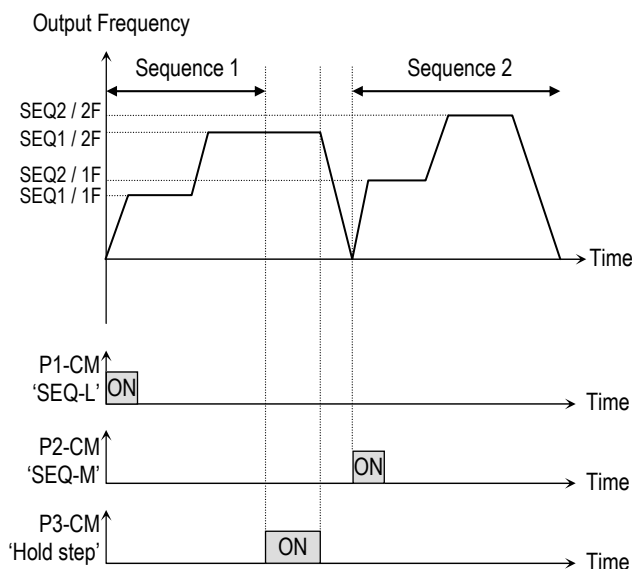 Output Frequency
Sequence 1
Sequence 2
SEQ2 / 2F
SEQ1 / 2F
SEQ2 / 1F
SEQ1 / 1F
Time
P1-CM
‘SEQ-L’
ON
Time
P2-CM
‘SEQ-M’
ON
Time
P3-CM
‘Hold step’
ON
Time